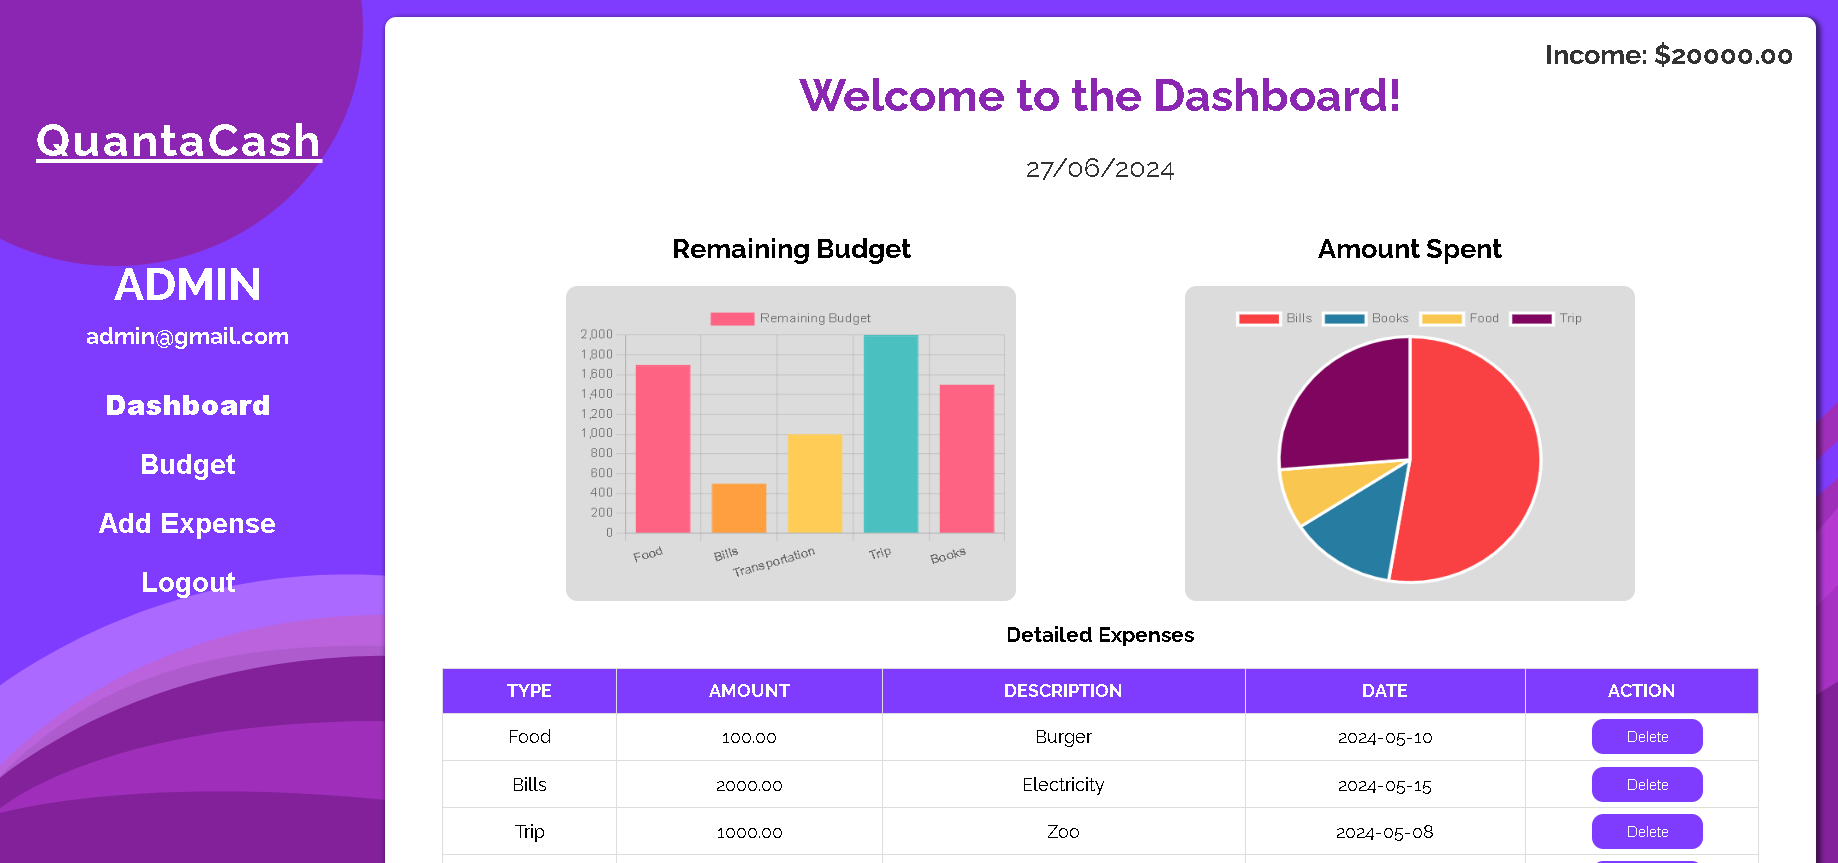 QuantaCash
ADMIN
admin@gmail.com
Dashboard
Budget
Add Expense
Logout
Income: $20000.00
Welcome to the Dashboard!
27/06/2024
Remaining Budget
Remaining Budget
2,000
1,800
1,600
1,400
1,200
1,000
800
600
400
200
0
Food
Bills
Transportation
Trip
Books
Amount Spent
Bills Books Food Trip
Detailed Expenses
TYPE AMOUNT DESCRIPTION DATE ACTION
Food 100.00 Burger 2024-05-10 Delete
Bills 2000.00 Electricity 2024-05-15 Delete
Trip 1000.00 Zoo 2024-05-08 Delete